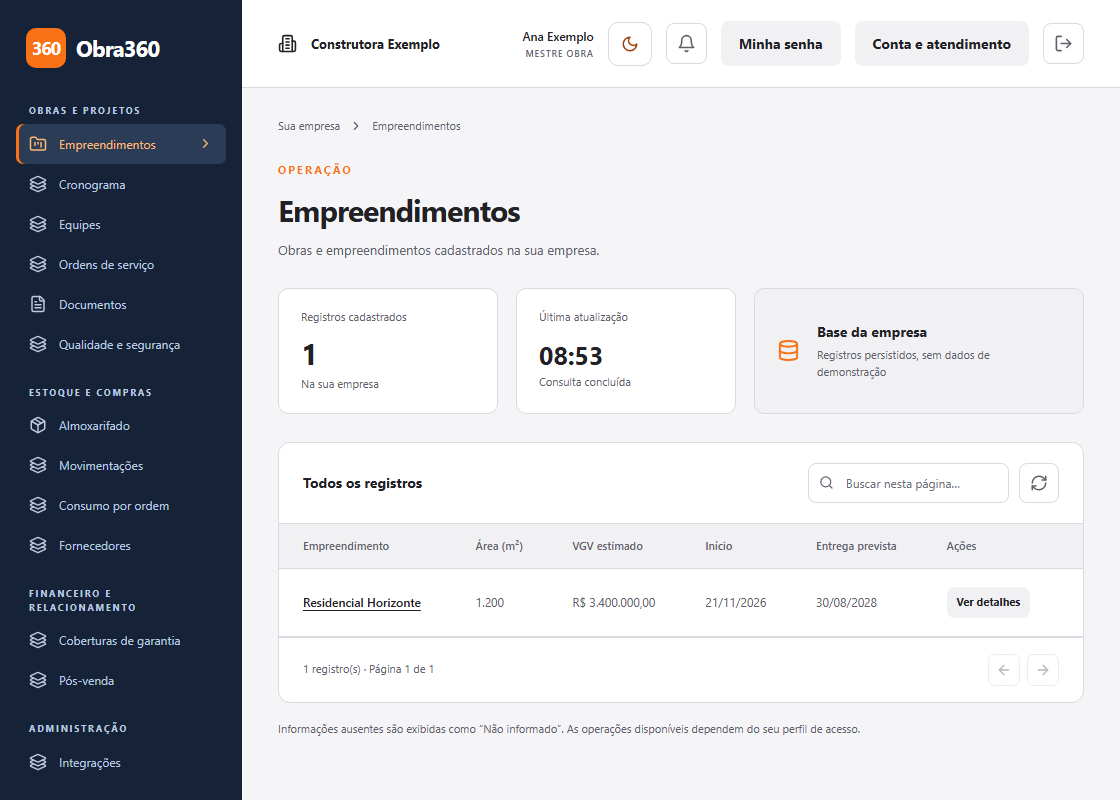 360 Obra360
OBRAS E PROJETOS
Empreendimentos
Cronograma
Equipes
Ordens de serviço
Documentos
Qualidade e segurança
ESTOQUE E COMPRAS
Almoxarifado
Movimentações
Consumo por ordem
Fornecedores
FINANCEIRO E
RELACIONAMENTO
Coberturas de garantia
Pós-venda
ADMINISTRAÇÃO
Integrações
Construtora Exemplo
Ana Exemplo
MESTRE OBRA
Minha senha
Conta e atendimento
Sua empresa
Empreendimentos
OPERAÇÃO
Empreendimentos
Obras e empreendimentos cadastrados na sua empresa.
Registros cadastrados
1
Na sua empresa
Última atualização
08:53
Consulta concluída
Base da empresa
Registros persistidos, sem dados de
demonstração
Todos os registros
Buscar nesta página...
Empreendimento Área (m²) VGV estimado Início Entrega prevista Ações
Residencial Horizonte 1.200 R$ 3.400.000,00 21/11/2026 30/08/2028 Ver detalhes
1 registro(s) · Página 1 de 1
Informações ausentes são exibidas como “Não informado”. As operações disponíveis dependem do seu perfil de acesso.